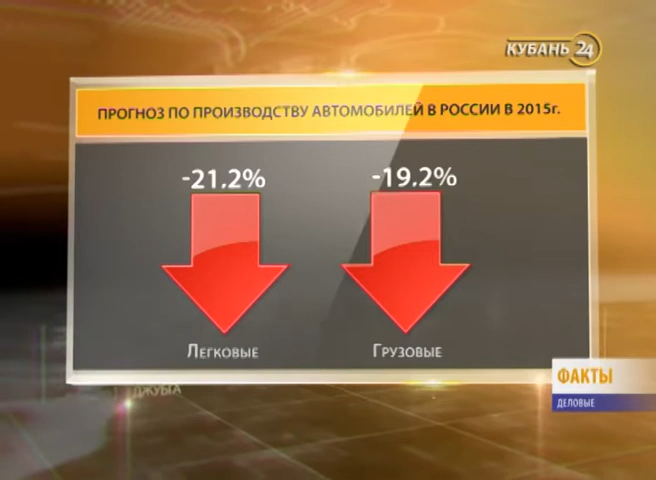 КУБАНЬ 24
ПРОГНОЗ ПО ПРОИЗВОДСТВУ АВТОМОБИЛЕЙ В РОССИИ В 2015г.
-21.2% -19.2%
ЛЕГКОВЫЕ ГРУЗОВЫЕ
ФАКТЫ
ДЕЛОВЫЕ